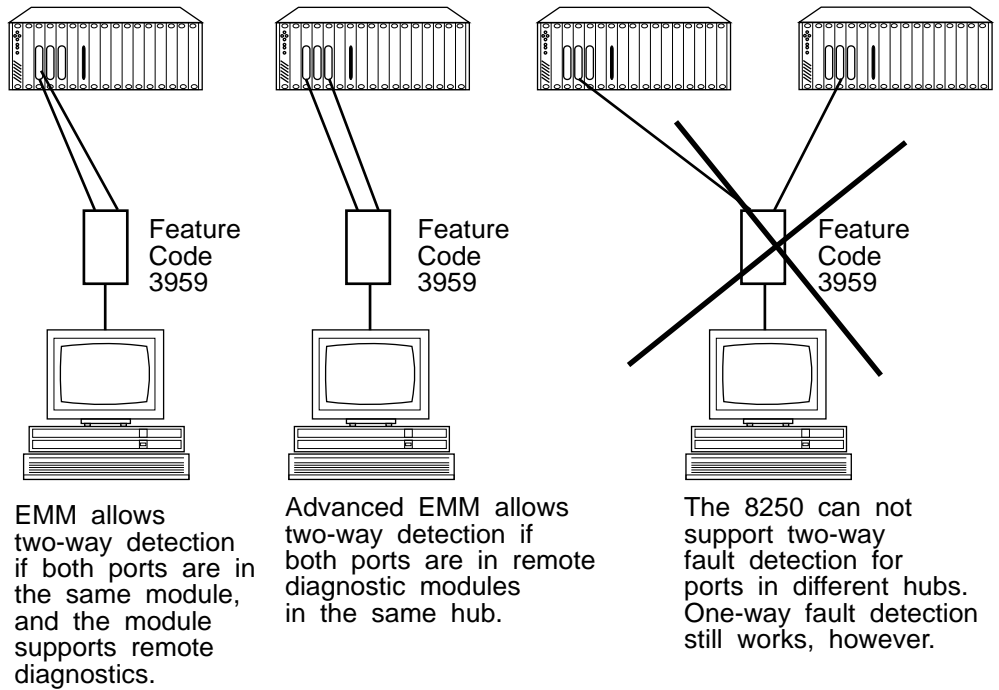 Feature
Code
3959
Feature
Code
3959
Feature
Code
3959
EMM allows
two-way detection
if both ports are in
the same module,
and the module
supports remote
diagnostics.
Advanced EMM allows
two-way detection if
both ports are in remote
diagnostic modules
in the same hub.
The 8250 can not
support two-way
fault detection for
ports in different hubs.
One-way fault detection
still works, however.